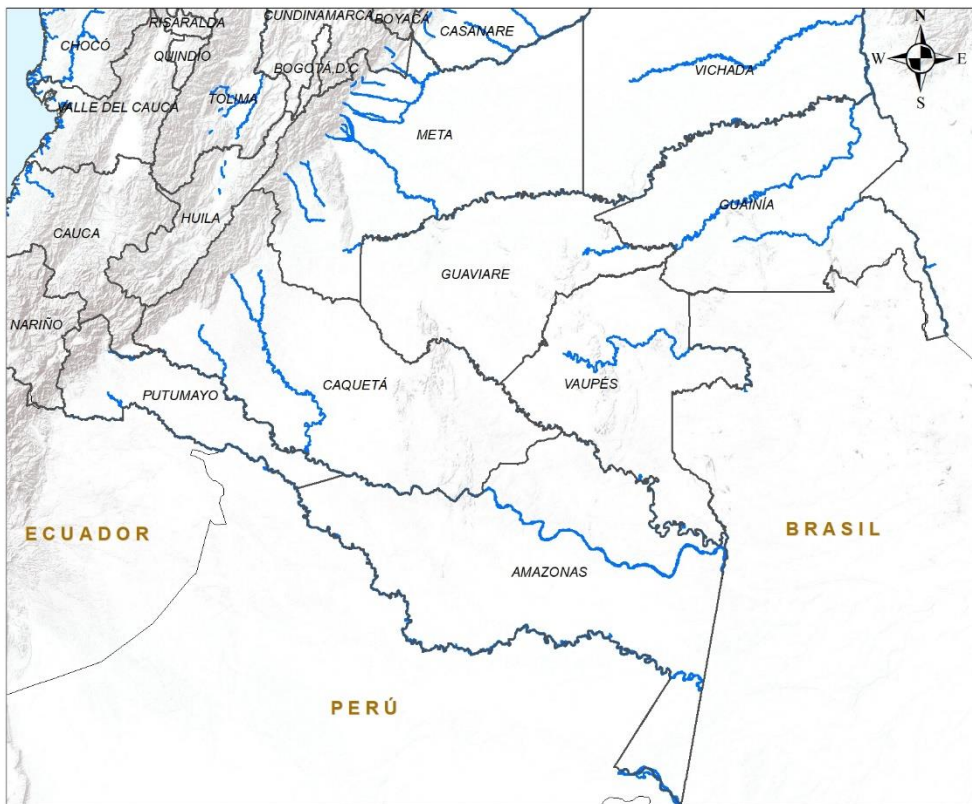 CUNDINAMARCA
BOYACÁ
RISARALDA
CASANARE
N
CHOCÓ
QUINDÍO
BOGOTÁ,D.C
VICHADA
W
E
S
VALLE DEL CAUCA
TOLIMA
META
GUAINÍA
HUILA
CAUCA
GUAVIARE
NARIÑO
PUTUMAYO
CAQUETÁ
VAUPÉS
ECUADOR
BRASIL
AMAZONAS
PERÚ